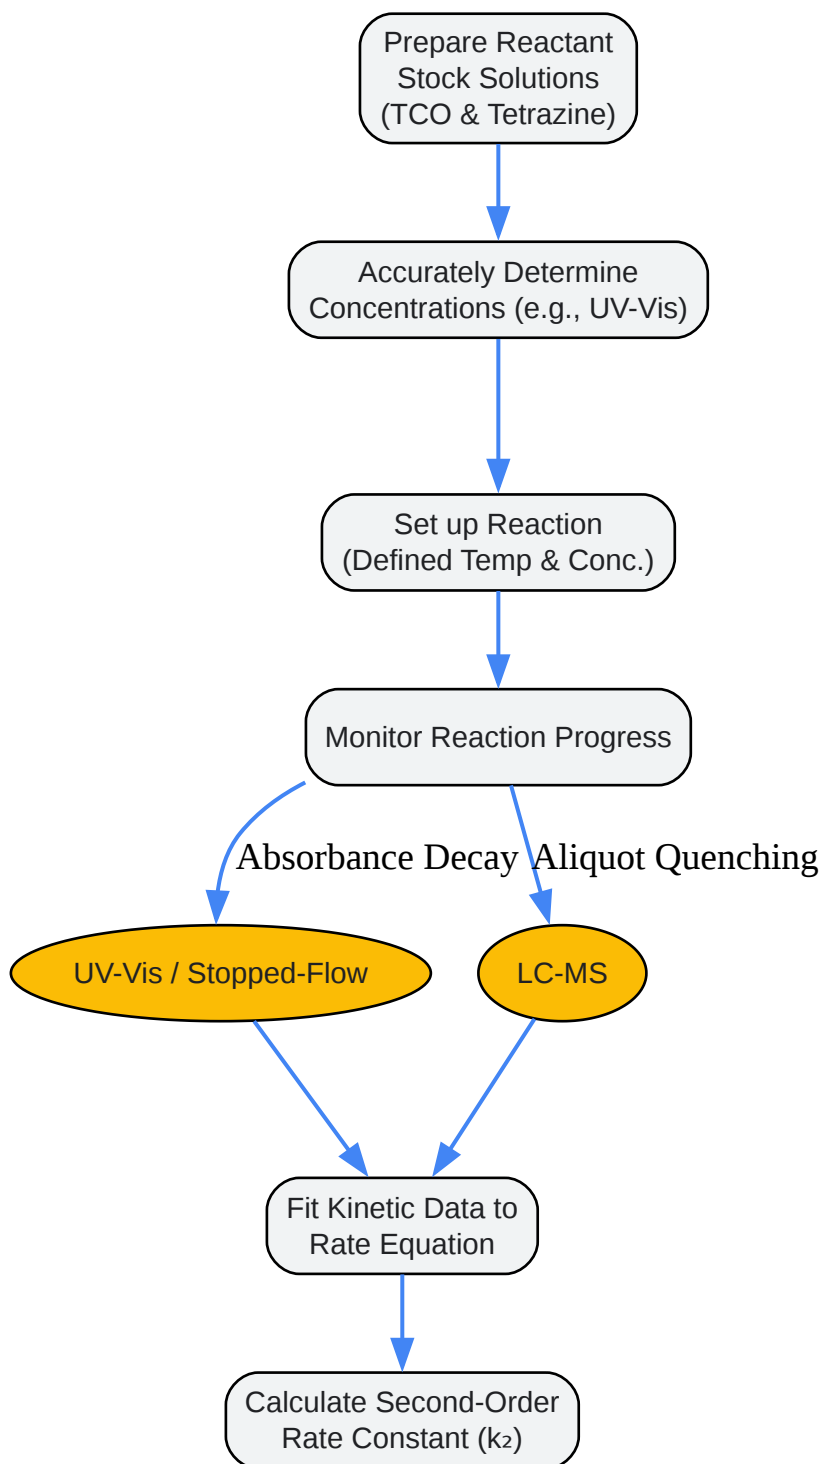 Prepare Reactant
Stock Solutions
(TCO & Tetrazine)
Accurately Determine
Concentrations (e.g., UV-Vis)
Set up Reaction
(Defined Temp & Conc.)
Monitor Reaction Progress
Absorbance Decay
Aliquot Quenching
UV-Vis / Stopped-Flow
LC-MS
Fit Kinetic Data to
Rate Equation
Calculate Second-Order
Rate Constant (k₂)